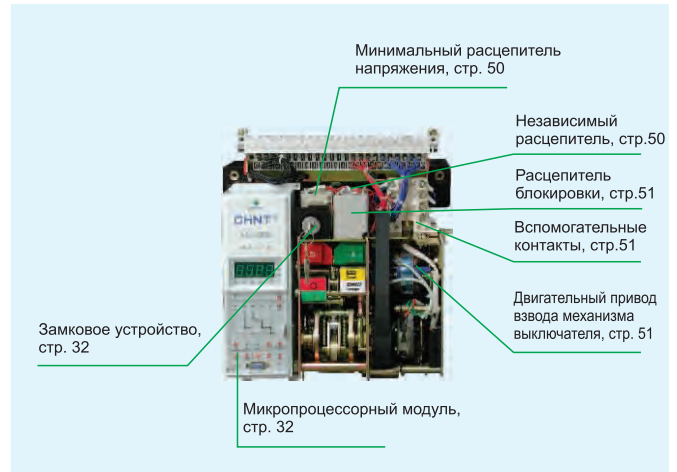 Минимальный расцепитель
напряжения, стр. 50
Независимый
расцепитель, стр.50
Расцепитель
блокировки, стр.51
Вспомогательные
контакты, стр.51
Двигательный привод
взвода механизма
выключателя, стр. 51
Замковое устройство,
стр. 32
Микропроцессорный модуль,
стр. 32
CHNT